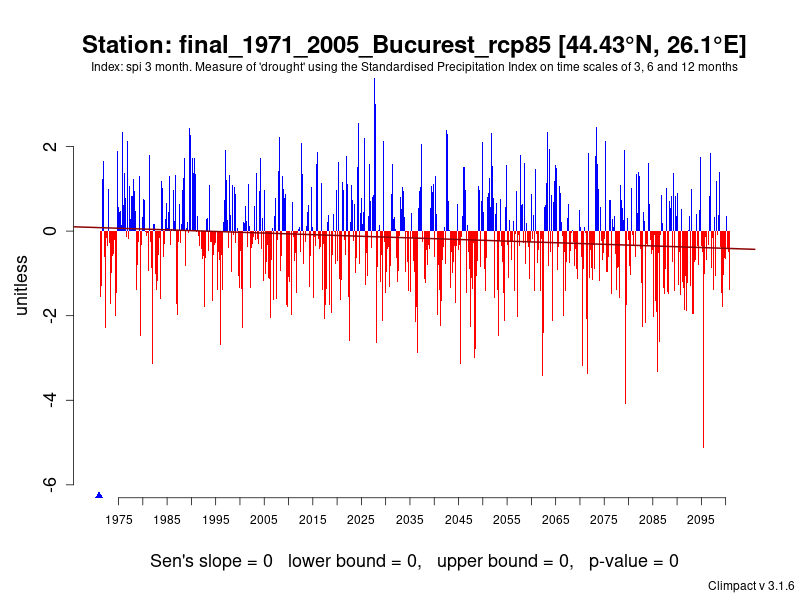 Station: final_1971_2005_Bucurest_rcp85 [44.43°N, 26.1°E]
Index: spi 3 month. Measure of 'drought' using the Standardised Precipitation Index on time scales of 3, 6 and 12 months
2
0
-2
-4
-6
unitless
1975 1985 1995 2005 2015 2025 2035 2045 2055 2065 2075 2085 2095
Sen's slope = 0 lower bound = 0, upper bound = 0, p-value = 0
Climpact v 3.1.6